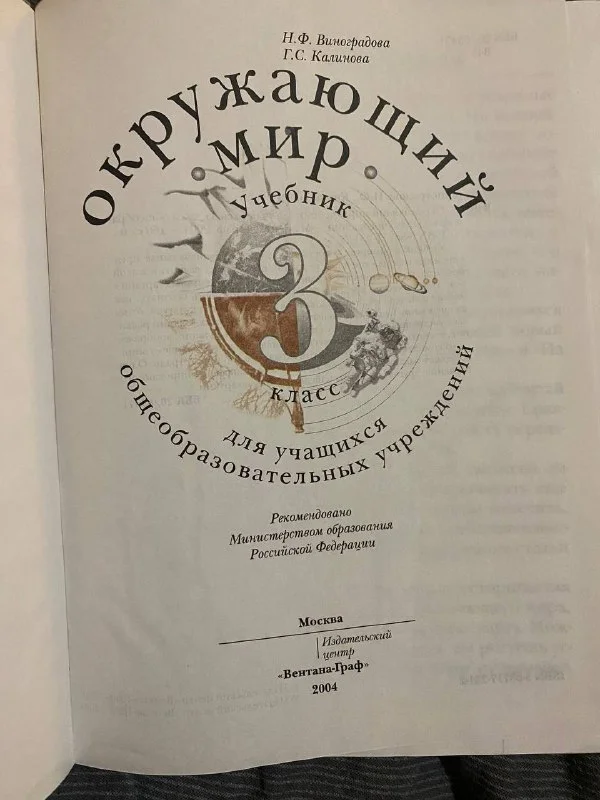 Н.Ф. Виноградова
Г.С. Калинова
окружающий
мир
учебник
3
класс
для учащихся
общеобразовательных учреждений
Рекомендовано
Министерством образования
Российской Федерации
Москва
Издательский
центр
«Вентана-Граф»
2004